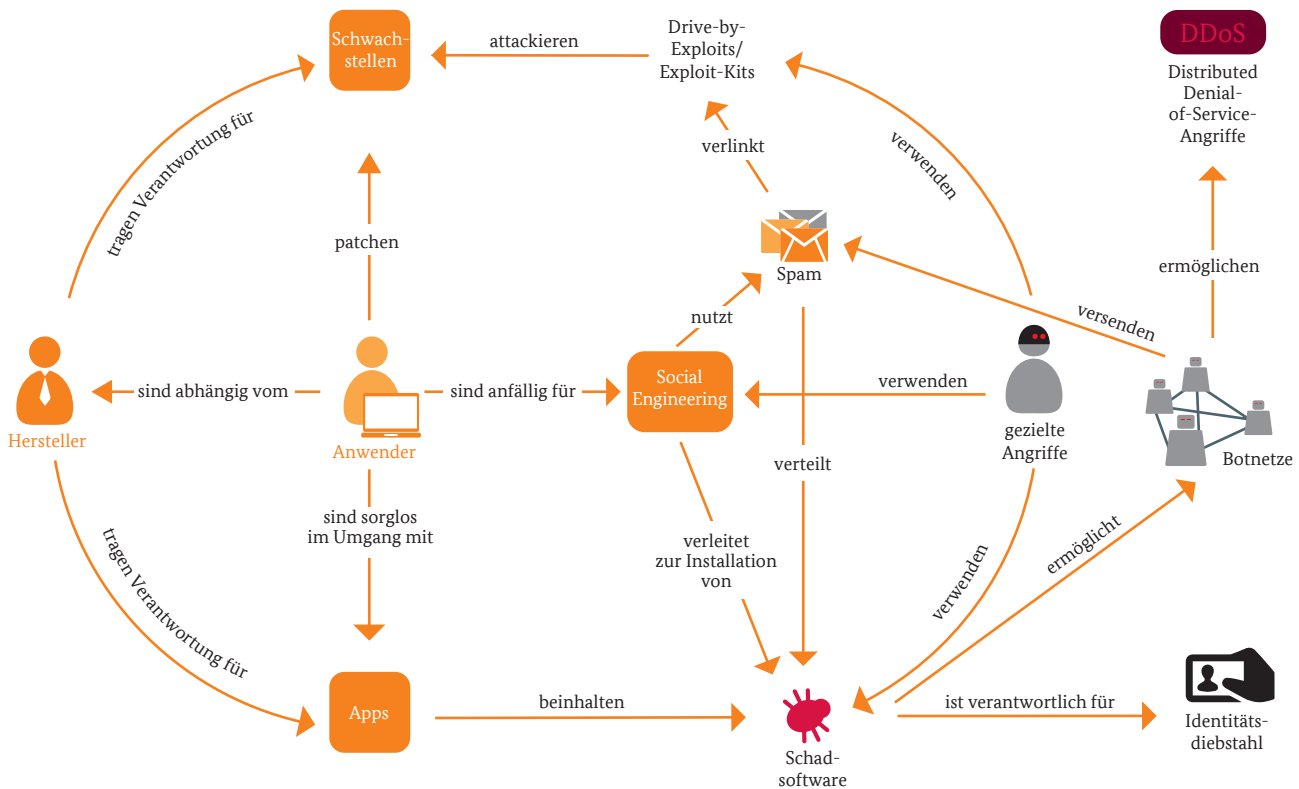 Schwach-
stellen
attackieren
Drive-by-
Exploits/
Exploit-Kits
DDoS
Distributed
Denial-
of-Service-
Angriffe
tragen Verantwortung für
verlinkt
verwenden
patchen
Spam
ermöglichen
nutzt
versenden
Hersteller
sind abhängig vom
Anwender
sind anfällig für
Social
Engineering
verwenden
gezielte
Angriffe
Botnetze
verteilt
sind sorglos
im Umgang mit
verleitet
zur Installation
von
verwenden
ermöglicht
tragen Verantwortung für
Apps
beinhalten
Schad-
software
ist verantwortlich für
Identitäts-
diebstahl